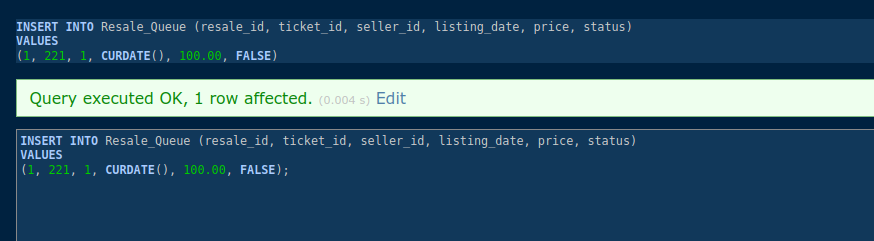 INSERT INTO Resale_Queue (resale_id, ticket_id, seller_id, listing_date, price, status)
VALUES
(1, 221, 1, CURDATE(), 100.00, FALSE)
Query executed OK, 1 row affected. (0.004 s) Edit
INSERT INTO Resale_Queue (resale_id, ticket_id, seller_id, listing_date, price, status)
VALUES
(1, 221, 1, CURDATE(), 100.00, FALSE);